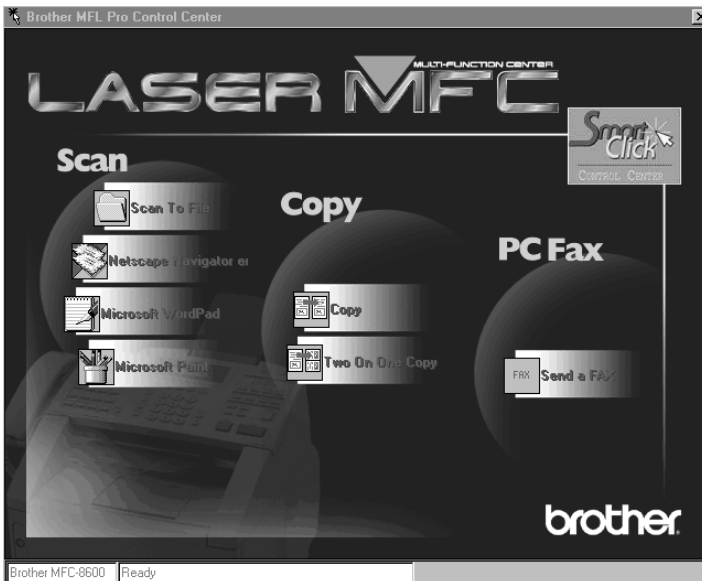 Brother MFL Pro Control Center
MULTI-FUNCTION CENTER
LASER MFC
Smart
Click
CONTROL CENTER
Scan
Scan To File
Netscape Navigator
Microsoft WordPad
Microsoft Paint
Copy
Copy
Two On One Copy
PC Fax
FAX
Send a FAX
brother
Brother MFC-8600
Ready